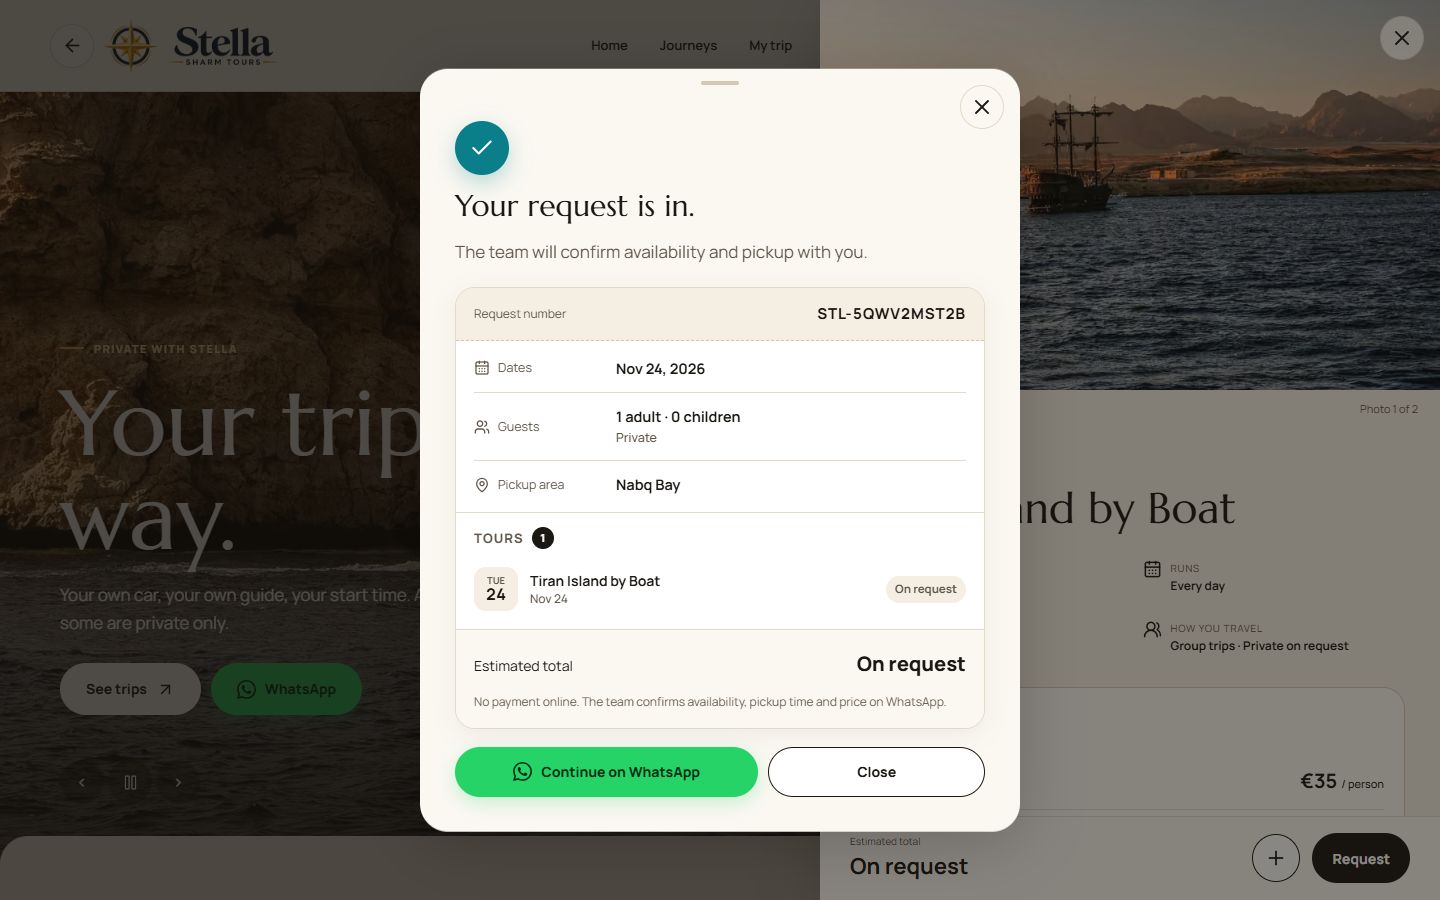 Stella
SHARM TOURS
Home
Journeys
My trip
PRIVATE WITH STELLA
Your trip
way.
Your own car, your own guide, your start time. A
some are private only.
See trips
WhatsApp
Your request is in.
The team will confirm availability and pickup with you.
Request number
STL-5QWV2MST2B
Dates
Nov 24, 2026
Guests
1 adult · 0 children
Private
Pickup area
Nabq Bay
TOURS 1
TUE
24
Tiran Island by Boat
Nov 24
On request
Estimated total
On request
No payment online. The team confirms availability, pickup time and price on WhatsApp.
Continue on WhatsApp
Close
Photo 1 of 2
nd by Boat
RUNS
Every day
HOW YOU TRAVEL
Group trips · Private on request
€35 / person
Estimated total
On request
Request